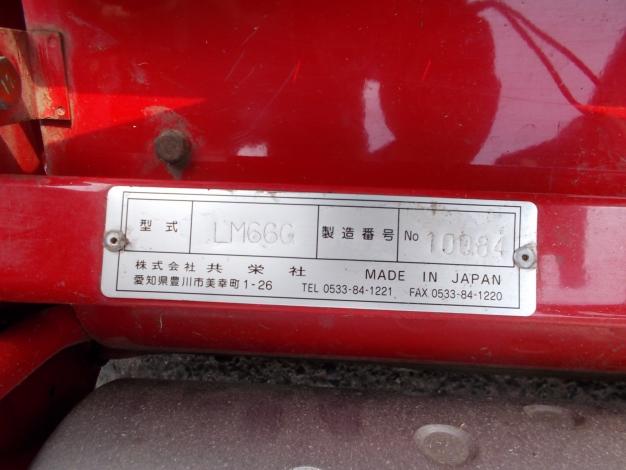 型式 LM66G 製造番号 No 10084
株式会社 共栄社 MADE IN JAPAN
愛知県豊川市美幸町1-26 TEL 0533-84-1221 FAX 0533-84-1220